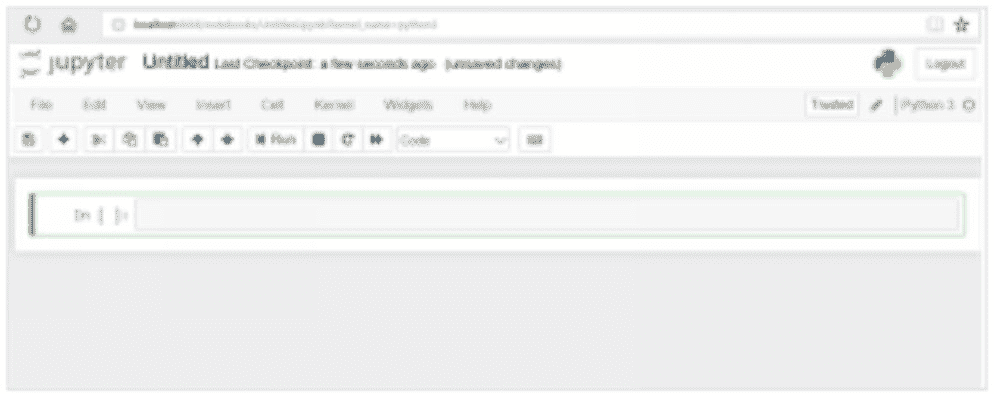 localhost
jupyter Untitled Last Checkpoint: a few seconds ago (unsaved changes) Logout
File Edit View Insert Cell Kernel Widgets Help Trusted Python 3
Run Code
In [ ]: